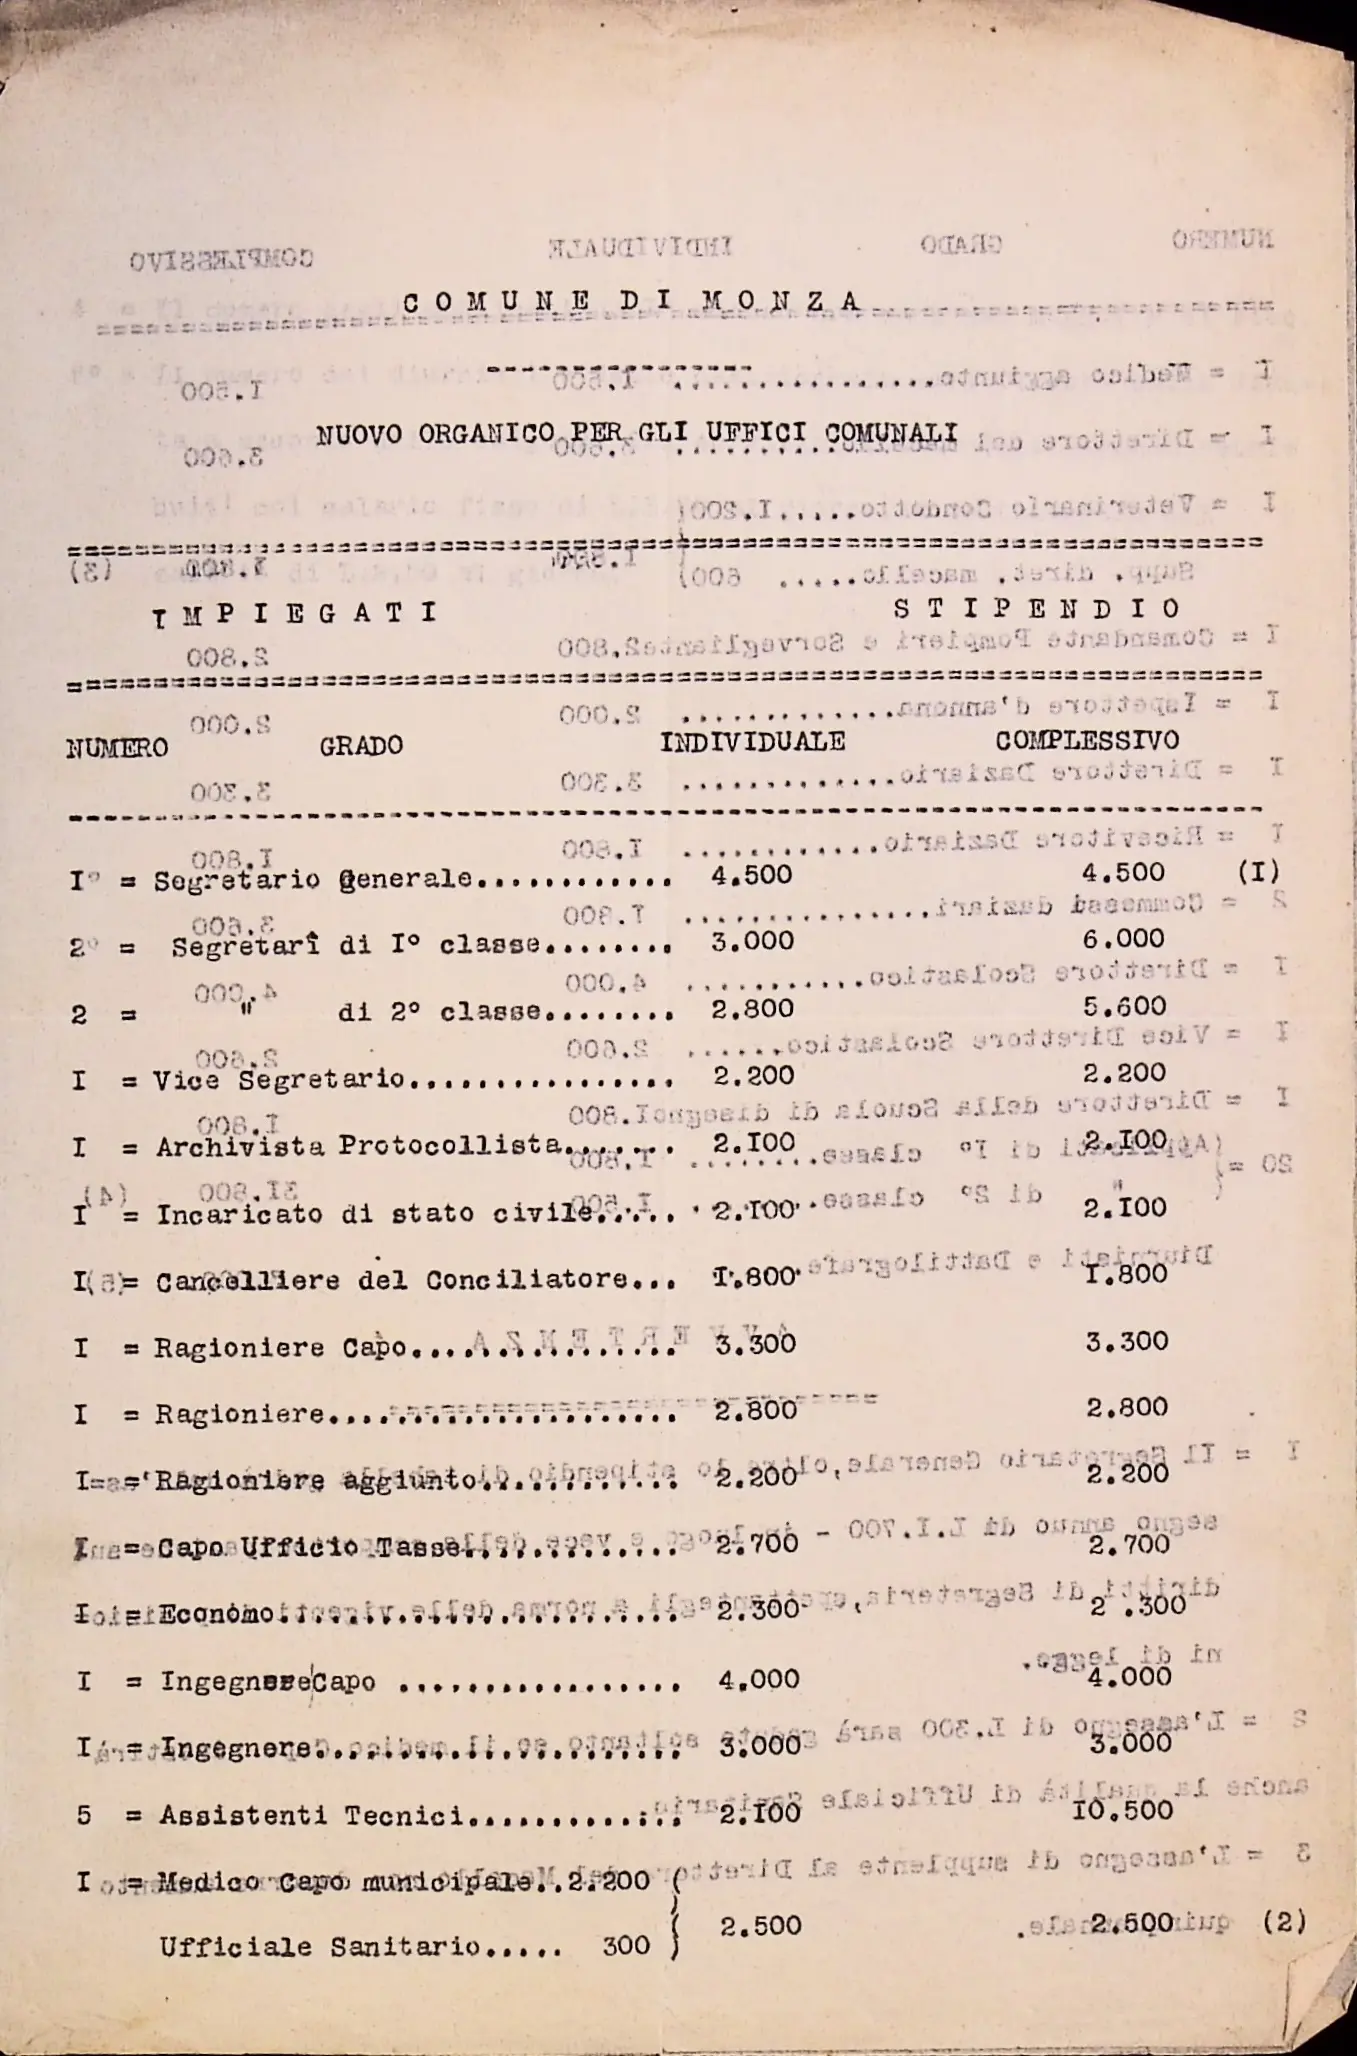 COMUNE DI MONZA
NUOVO ORGANICO PER GLI UFFICI COMUNALI
IMPIEGATI STIPENDIO
NUMERO GRADO INDIVIDUALE COMPLESSIVO
I° = Segretario Generale............ 4.500 4.500 (I)
2° = Segretarî di I° classe........ 3.000 6.000
2 = " di 2° classe........ 2.800 5.600
I = Vice Segretario................ 2.200 2.200
I = Archivista Protocollista....... 2.I00 2.I00
I = Incaricato di stato civile..... 2.I00 2.I00
I = Cancelliere del Conciliatore... I.800 I.800
I = Ragioniere Capo................ 3.300 3.300
I = Ragioniere..................... 2.800 2.800
I = Ragioniere aggiunto............ 2.200 2.200
I = Capo Ufficio Tasse............. 2.700 2.700
I = Economo........................ 2.300 2.300
I = Ingegnere Capo ................. 4.000 4.000
I = Ingegnere...................... 3.000 3.000
5 = Assistenti Tecnici............. 2.I00 I0.500
I = Medico Capo municipale..2.200
2.500 2.500 (2)
Ufficiale Sanitario..... 300